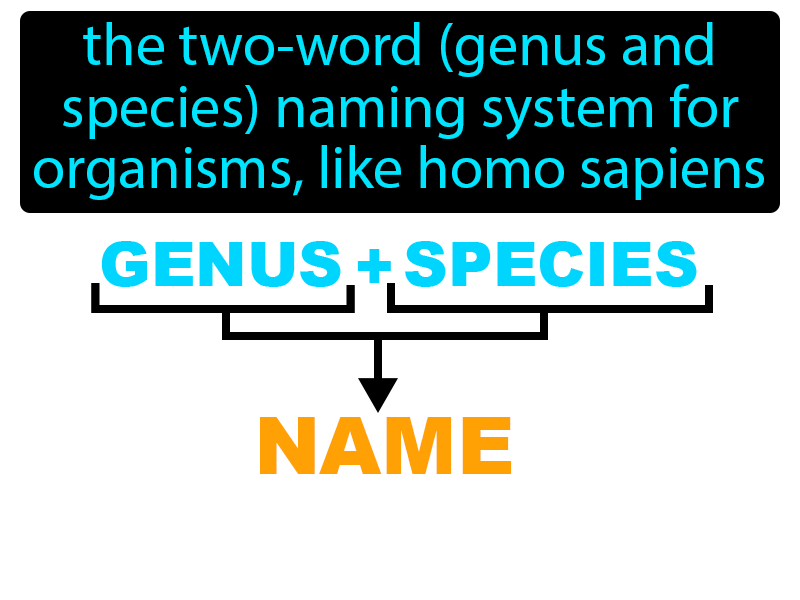 the two-word (genus and
species) naming system for
organisms, like homo sapiens
GENUS + SPECIES
NAME